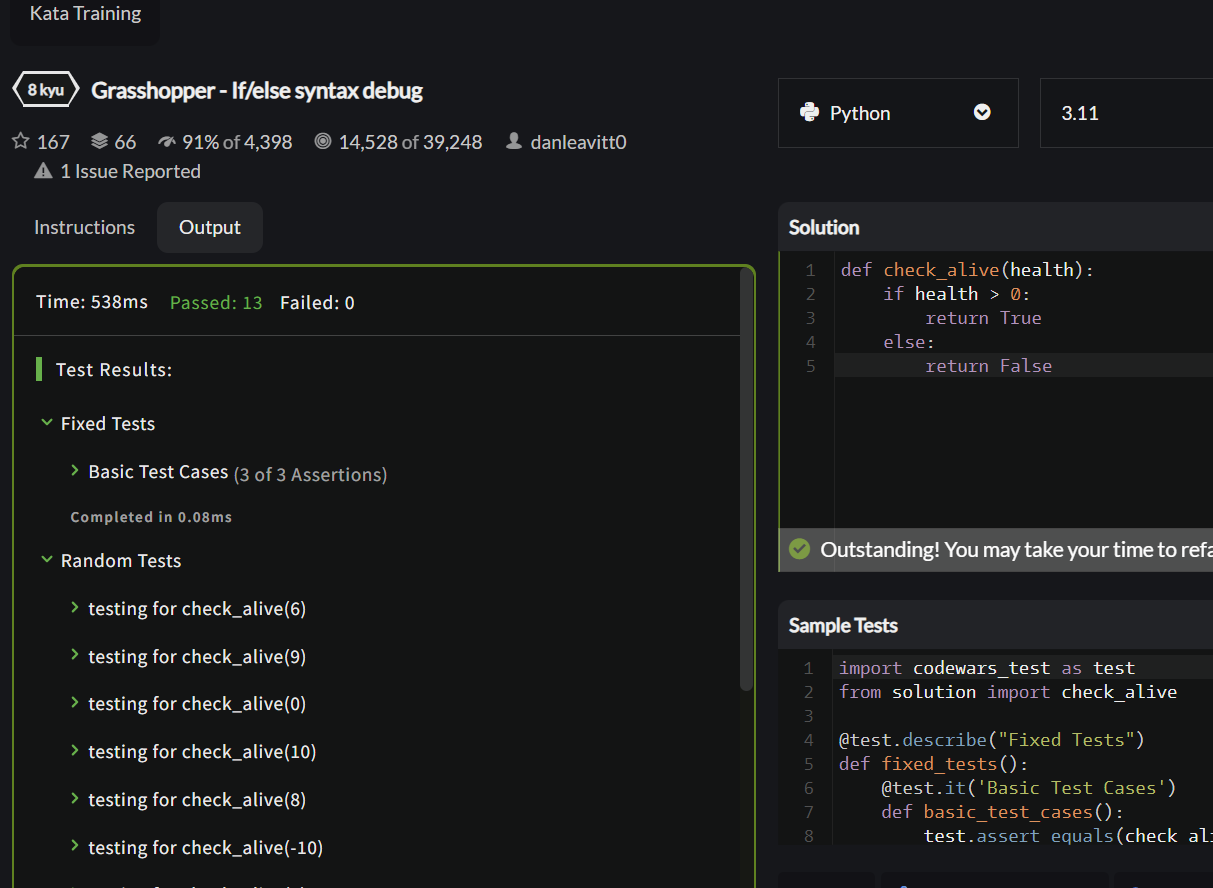 Kata Training
8 kyu Grasshopper - If/else syntax debug
167 66 91% of 4,398 14,528 of 39,248 danleavitt0
1 Issue Reported
Instructions Output
Time: 538ms Passed: 13 Failed: 0
Test Results:
Fixed Tests
Basic Test Cases (3 of 3 Assertions)
Completed in 0.08ms
Random Tests
testing for check_alive(6)
testing for check_alive(9)
testing for check_alive(0)
testing for check_alive(10)
testing for check_alive(8)
testing for check_alive(-10)
Python 3.11
Solution
1 def check_alive(health):
2 if health > 0:
3 return True
4 else:
5 return False
Outstanding! You may take your time to refa
Sample Tests
1 import codewars_test as test
2 from solution import check_alive
3
4 @test.describe("Fixed Tests")
5 def fixed_tests():
6 @test.it('Basic Test Cases')
7 def basic_test_cases():
8 test.assert_equals(check_ali